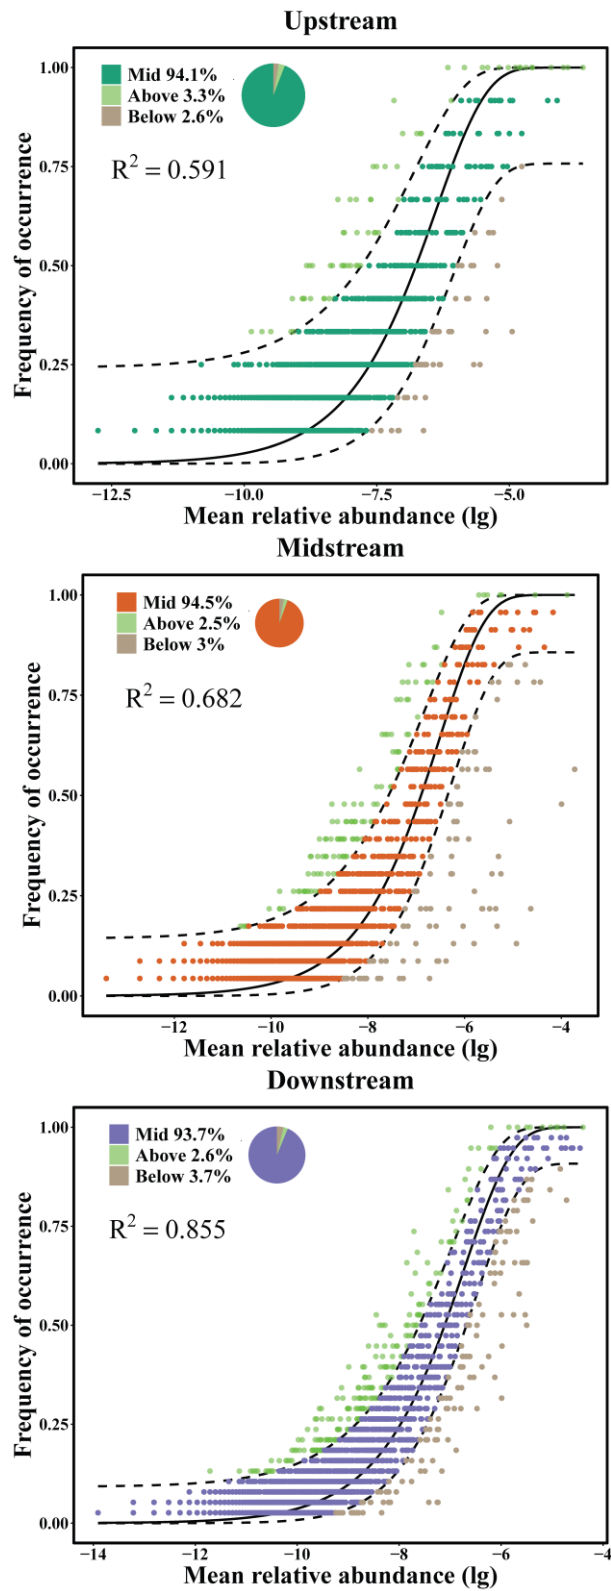 Upstream
Mid 94.1%
Above 3.3%
Below 2.6%
R² = 0.591
Frequency of occurrence
1.00
0.75
0.50
0.25
0.00
−12.5 −10.0 −7.5 −5.0
Mean relative abundance (lg)
Midstream
Mid 94.5%
Above 2.5%
Below 3%
R² = 0.682
Frequency of occurrence
1.00
0.75
0.50
0.25
0.00
−12 −10 −8 −6 −4
Mean relative abundance (lg)
Downstream
Mid 93.7%
Above 2.6%
Below 3.7%
R² = 0.855
Frequency of occurrence
1.00
0.75
0.50
0.25
0.00
−14 −12 −10 −8 −6 −4
Mean relative abundance (lg)